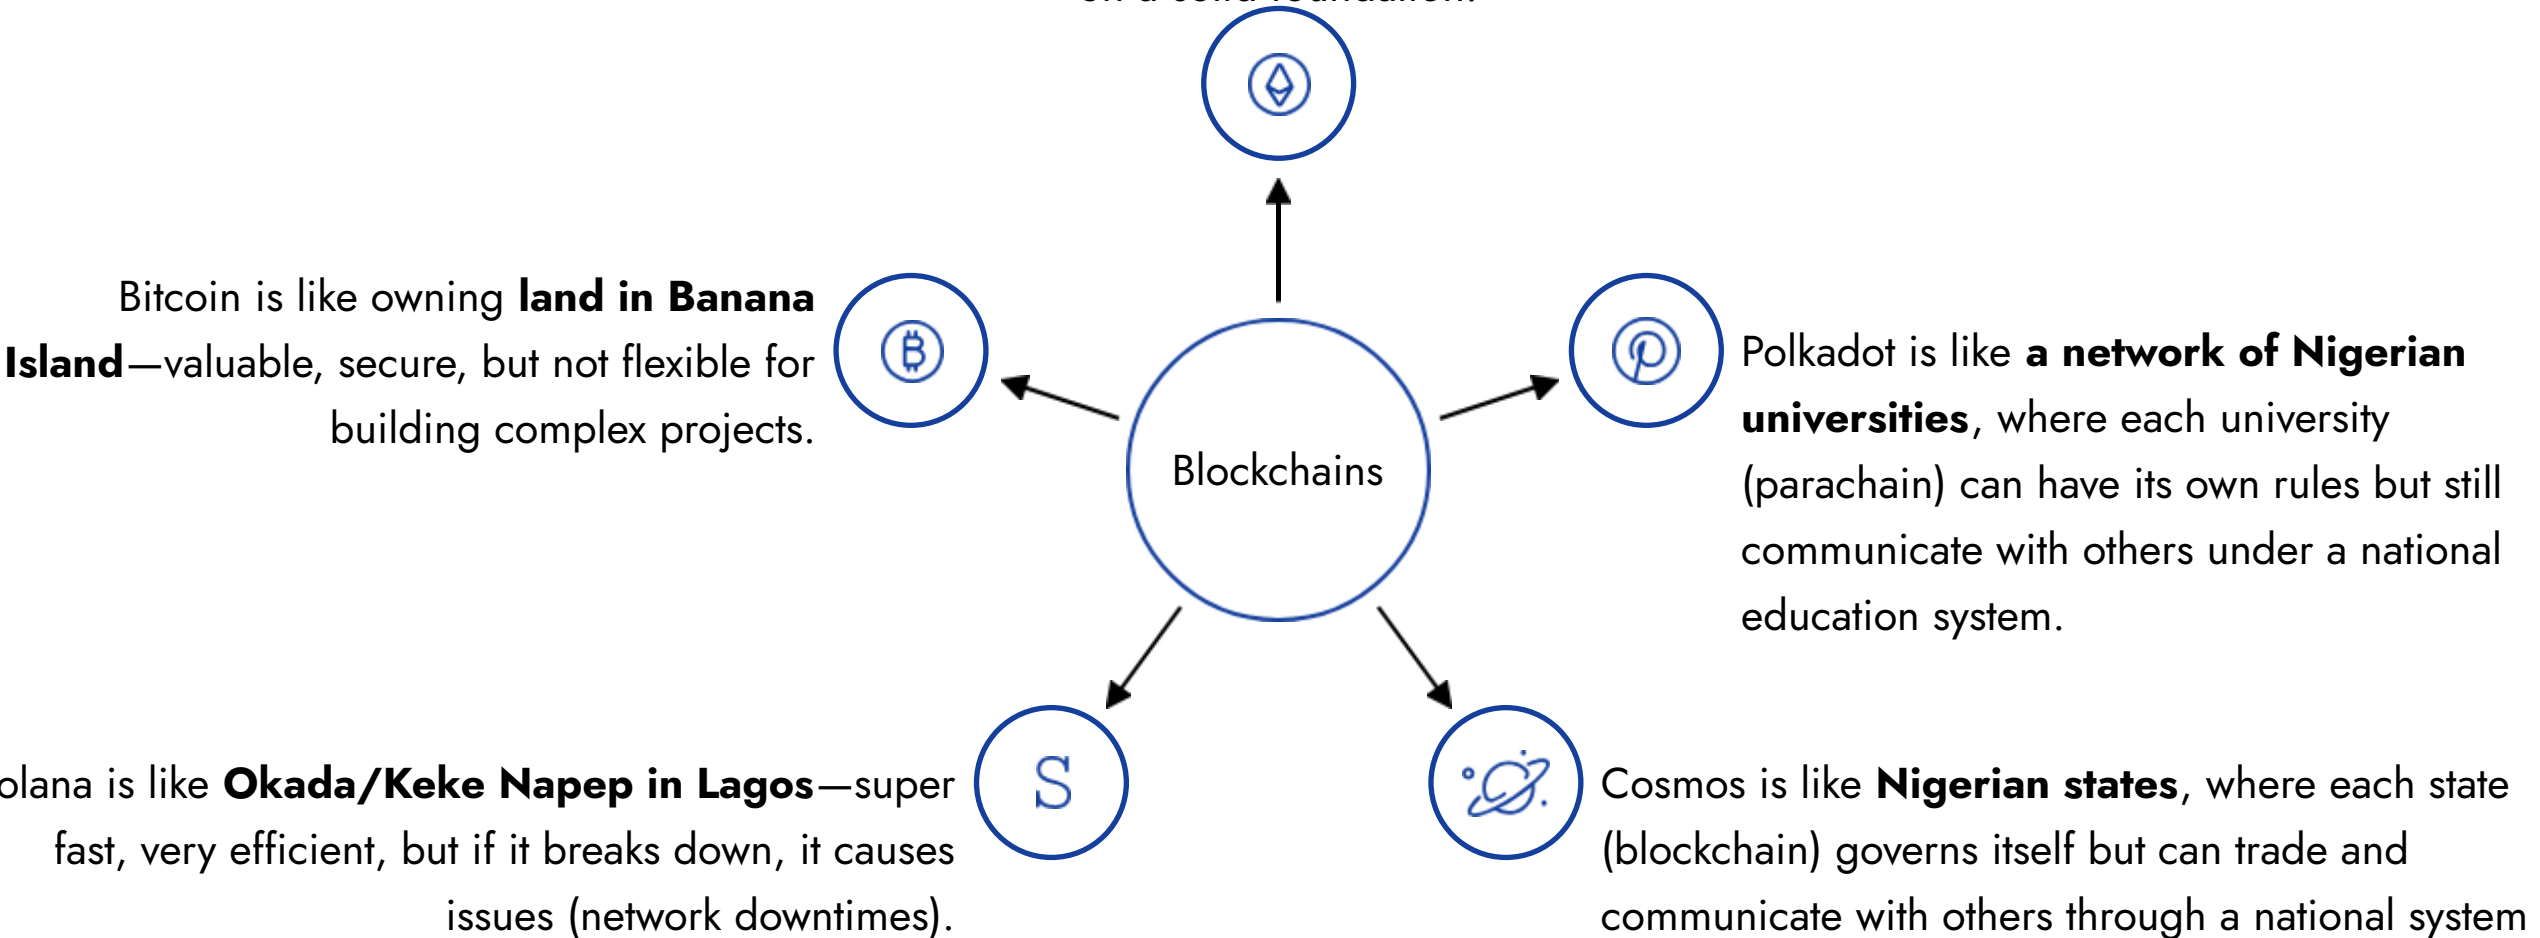 on a solid foundation.
Bitcoin is like owning land in Banana
Island—valuable, secure, but not flexible for
building complex projects.
Polkadot is like a network of Nigerian
universities, where each university
(parachain) can have its own rules but still
communicate with others under a national
education system.
Blockchains
olana is like Okada/Keke Napep in Lagos—super
fast, very efficient, but if it breaks down, it causes
issues (network downtimes).
S
Cosmos is like Nigerian states, where each state
(blockchain) governs itself but can trade and
communicate with others through a national system